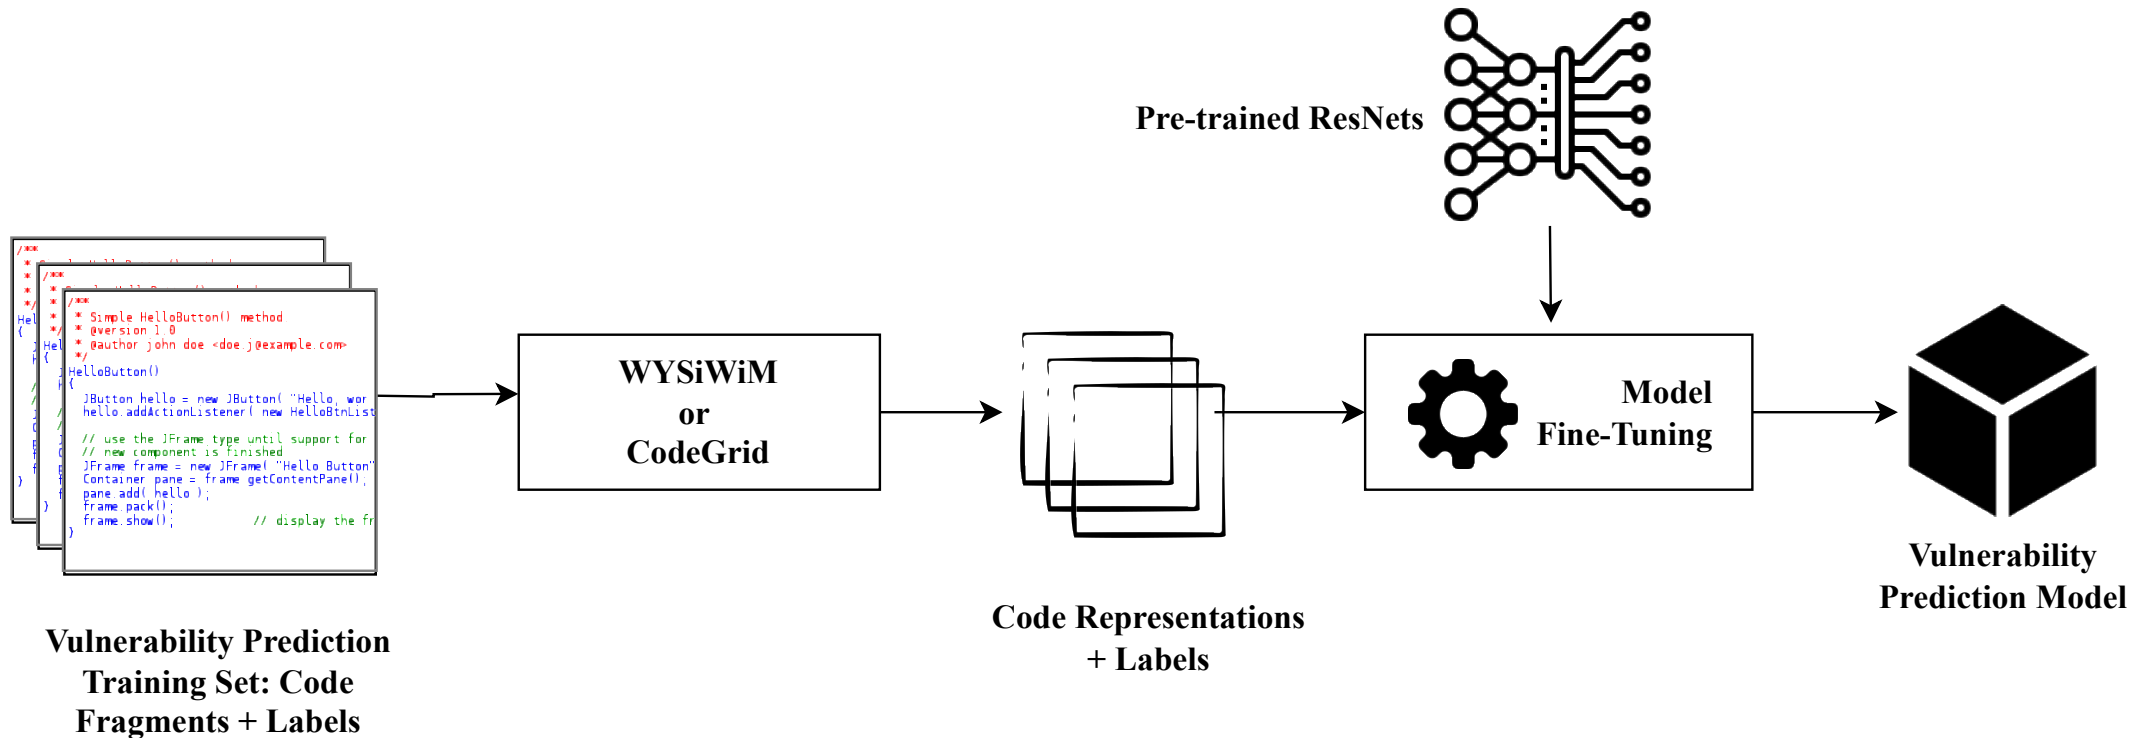 Pre-trained ResNets
/**
*
*
*
*/
Hel
{
}
/**
*
*
*
*/
Hel
{
}
/**
* Simple HelloButton() method
* @version 1.0
* @author john doe <doe.j@example.com>
*/
HelloButton()
{
JButton hello = new JButton( "Hello, wor
hello.addActionListener( new HelloBtnList
// use the JFrame type until support for
// new component is finished
JFrame frame = new JFrame( "Hello Button"
Container pane = frame getContentPane();
pane.add( hello );
frame.pack();
frame.show(); // display the fr
}
Vulnerability Prediction
Training Set: Code
Fragments + Labels
WYSiWiM
or
CodeGrid
Code Representations
+ Labels
Model
Fine-Tuning
Vulnerability
Prediction Model